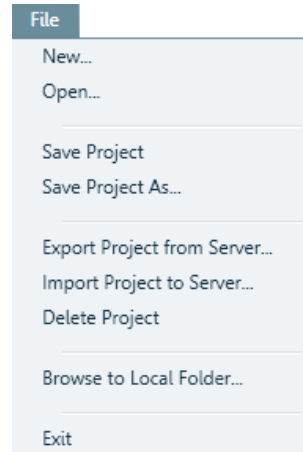 File
New...
Open...
Save Project
Save Project As...
Export Project from Server...
Import Project to Server...
Delete Project
Browse to Local Folder...
Exit